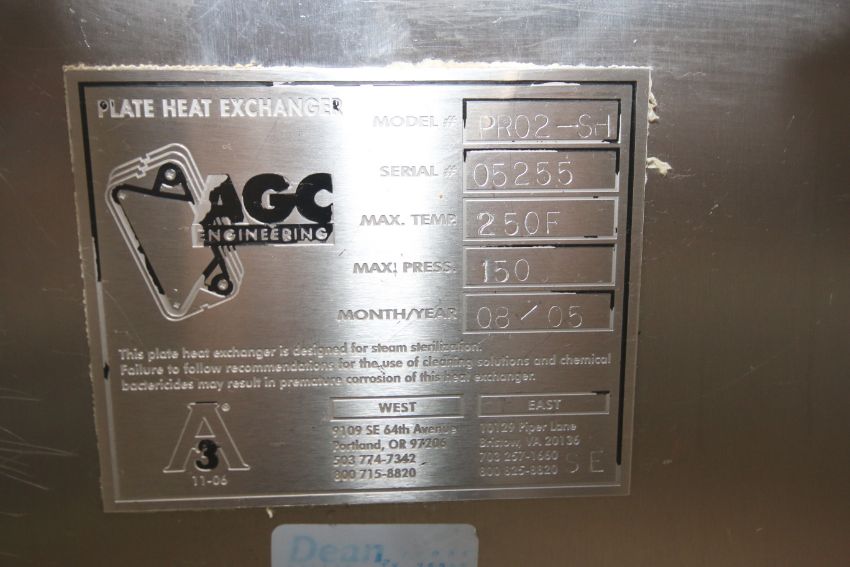 PLATE HEAT EXCHANGER
AGC
ENGINEERING
MODEL # PR02-SH
SERIAL # 05255
MAX. TEMP. 250F
MAX. PRESS. 150
MONTH/YEAR 08/05
This plate heat exchanger is designed for steam sterilization.
Failure to follow recommendations for the use of cleaning solutions and chemical
bactericides may result in premature corrosion of this heat exchanger.
A®
3
11-06
WEST
9109 SE 64th Avenue
Portland, OR 97206
503 774-7342
800 715-8820
EAST
10129 Piper Lane
Bristow, VA 20136
703 257-1660
800 825-8820
SE
Dean